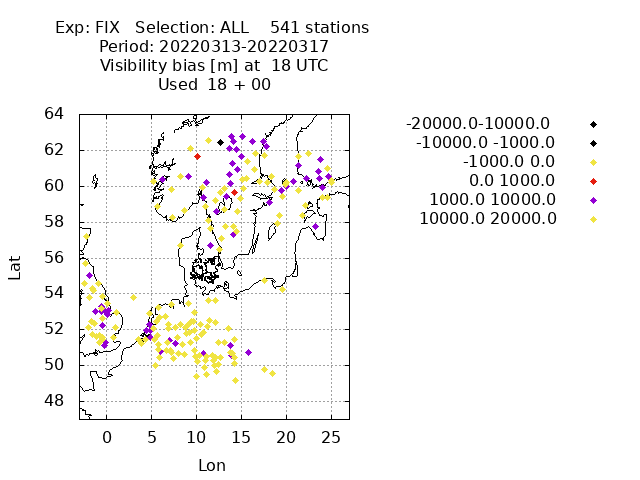 Exp: FIX   Selection: ALL    541 stations
Period: 20220313-20220317
Visibility bias [m] at  18 UTC
Used  18 + 00
-20000.0-10000.0
-10000.0 -1000.0
-1000.0 0.0
0.0 1000.0
1000.0 10000.0
10000.0 20000.0
64
62
60
58
56
54
52
50
48
Lat
0 5 10 15 20 25
Lon